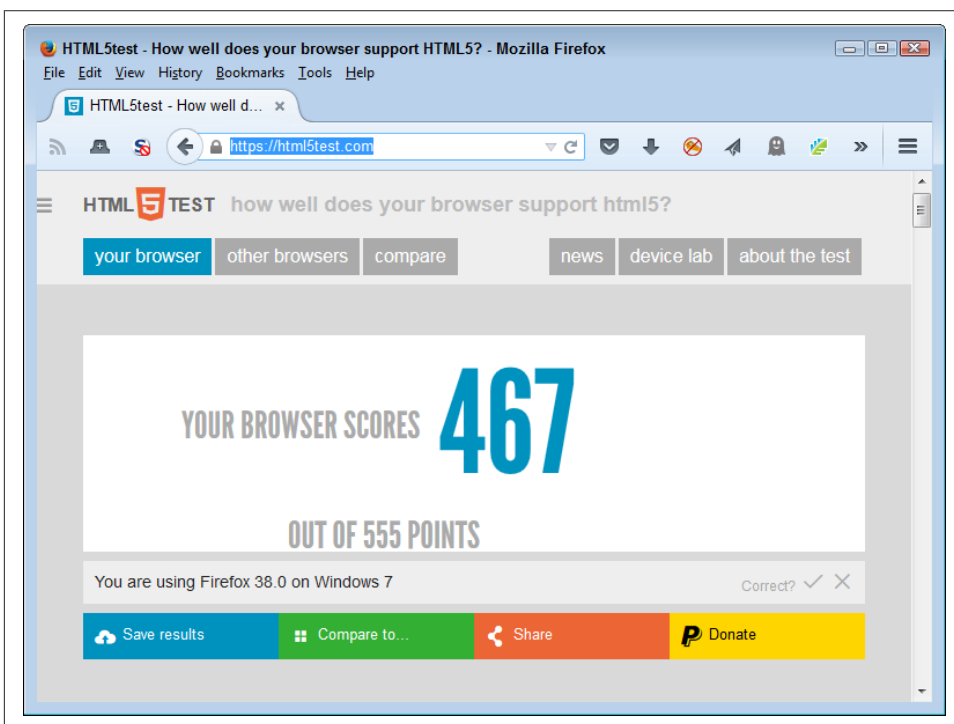 HTML5test - How well does your browser support HTML5? - Mozilla Firefox
File Edit View History Bookmarks Tools Help
HTML5test - How well d...
https://html5test.com
HTML 5 TEST how well does your browser support html5?
your browser other browsers compare news device lab about the test
YOUR BROWSER SCORES 467
OUT OF 555 POINTS
You are using Firefox 38.0 on Windows 7 Correct?
Save results Compare to... Share Donate